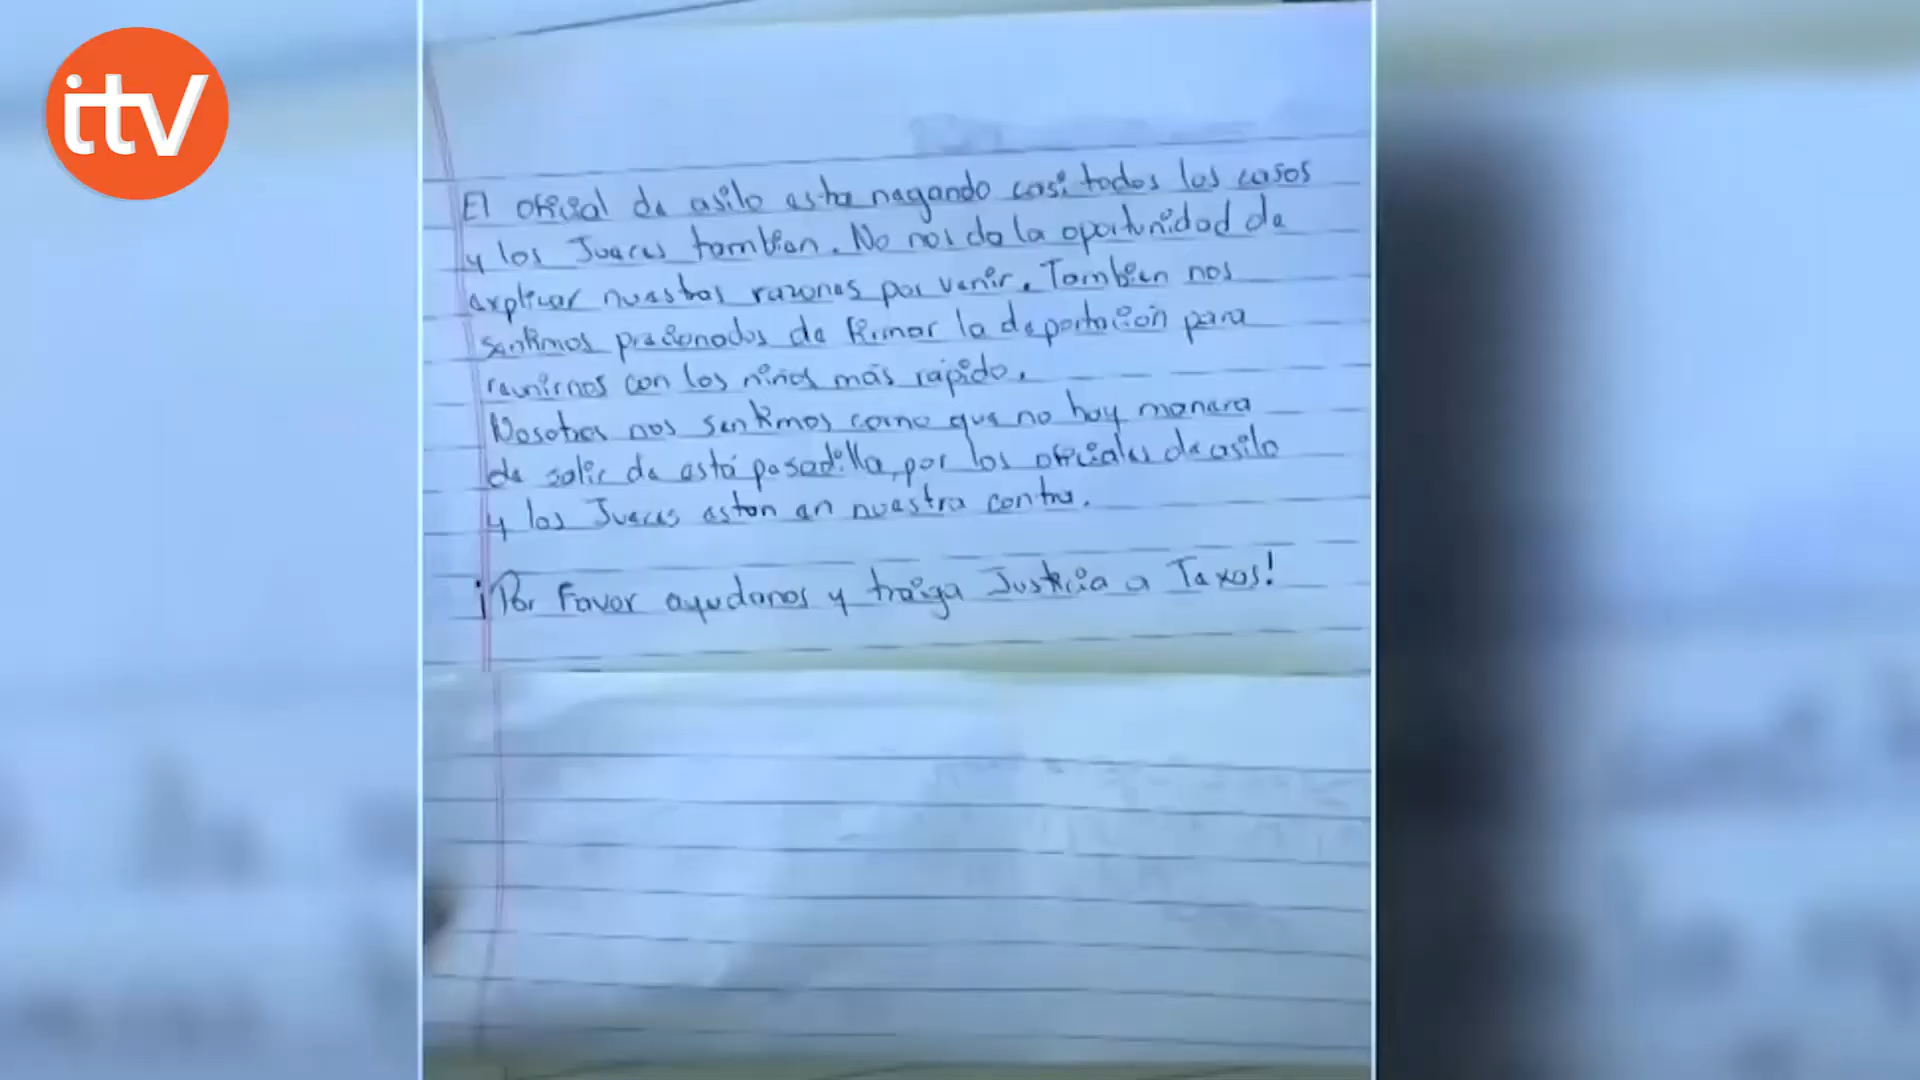 itv
El oficial de asilo esta negando casi todos los casos
y los Jueces tambien. No nos da la oportunidad de
explicar nuestras razones por venir. Tambien nos
sentimos precionados de firmar la deportación para
reunirnos con los niños más rápido.
Nosotros nos sentimos como que no hay manera
de salir de está pesadilla, por los oficiales de asilo
y los Jueces estan en nuestra contra.
¡Por Favor ayudanos y traiga Justicia a Texas!